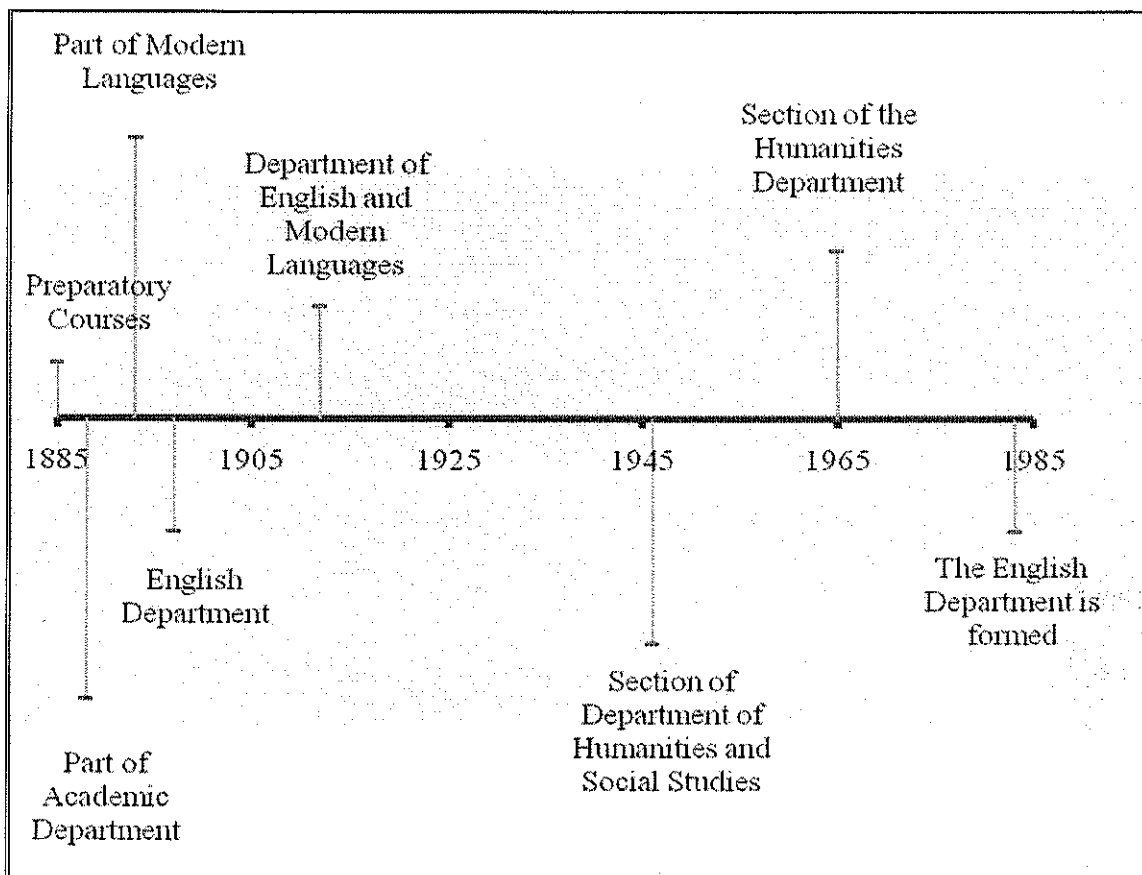 Part of Modern
Languages
Section of the
Humanities
Department
Department of
English and
Modern
Languages
Preparatory
Courses
1885 1905 1925 1945 1965 1985
English
Department
The English
Department is
formed
Section of
Department of
Humanities and
Social Studies
Part of
Academic
Department